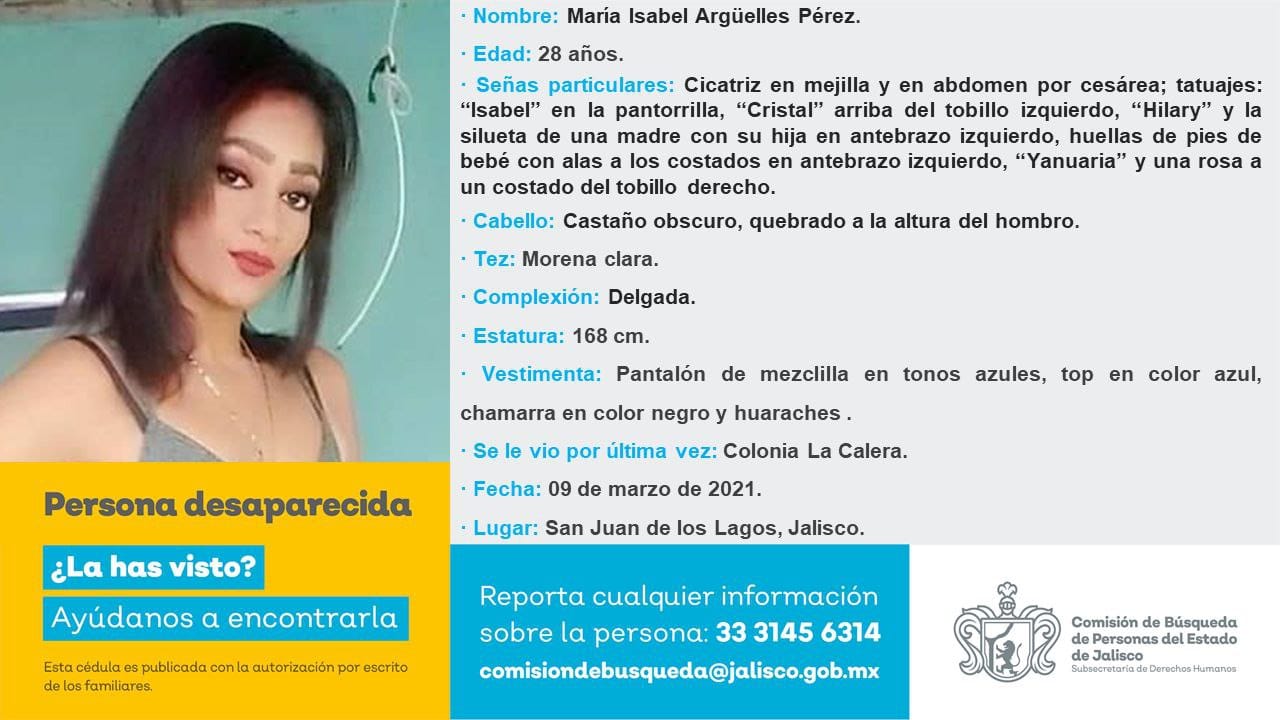 · Nombre: María Isabel Argüelles Pérez.
· Edad: 28 años.
· Señas particulares: Cicatriz en mejilla y en abdomen por cesárea; tatuajes:
“Isabel” en la pantorrilla, “Cristal” arriba del tobillo izquierdo, “Hilary” y la
silueta de una madre con su hija en antebrazo izquierdo, huellas de pies de
bebé con alas a los costados en antebrazo izquierdo, “Yanuaria” y una rosa a
un costado del tobillo derecho.
· Cabello: Castaño obscuro, quebrado a la altura del hombro.
· Tez: Morena clara.
· Complexión: Delgada.
· Estatura: 168 cm.
· Vestimenta: Pantalón de mezclilla en tonos azules, top en color azul,
chamarra en color negro y huaraches .
· Se le vio por última vez: Colonia La Calera.
· Fecha: 09 de marzo de 2021.
· Lugar: San Juan de los Lagos, Jalisco.
Persona desaparecida
¿La has visto?
Ayúdanos a encontrarla
Esta cédula es publicada con la autorización por escrito
de los familiares.
Reporta cualquier información
sobre la persona: 33 3145 6314
comisiondebusqueda@jalisco.gob.mx
Comisión de Búsqueda
de Personas del Estado
de Jalisco
Subsecretaría de Derechos Humanos